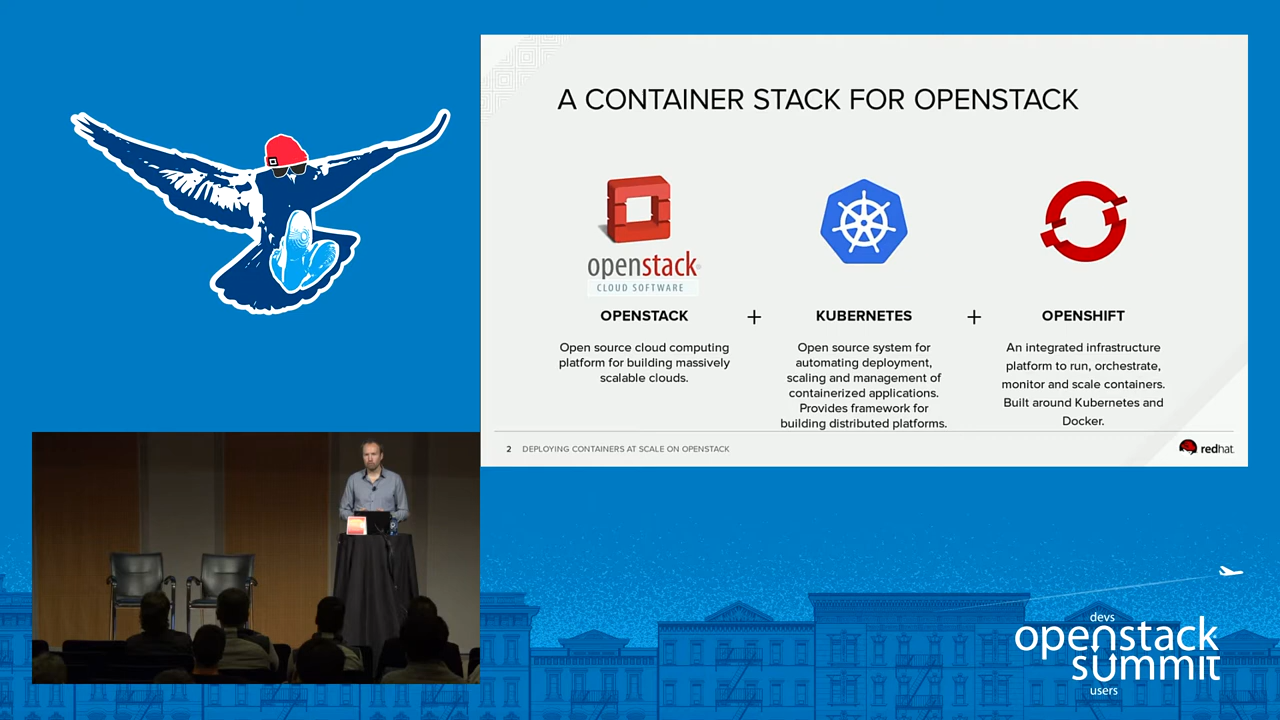 A CONTAINER STACK FOR OPENSTACK
openstack®
CLOUD SOFTWARE
OPENSTACK
+
KUBERNETES
+
OPENSHIFT
Open source cloud computing
platform for building massively
scalable clouds.
Open source system for
automating deployment,
scaling and management of
containerized applications.
Provides framework for
building distributed platforms.
An integrated infrastructure
platform to run, orchestrate,
monitor and scale containers.
Built around Kubernetes and
Docker.
2 DEPLOYING CONTAINERS AT SCALE ON OPENSTACK
redhat.
devs
openstack
summit
users